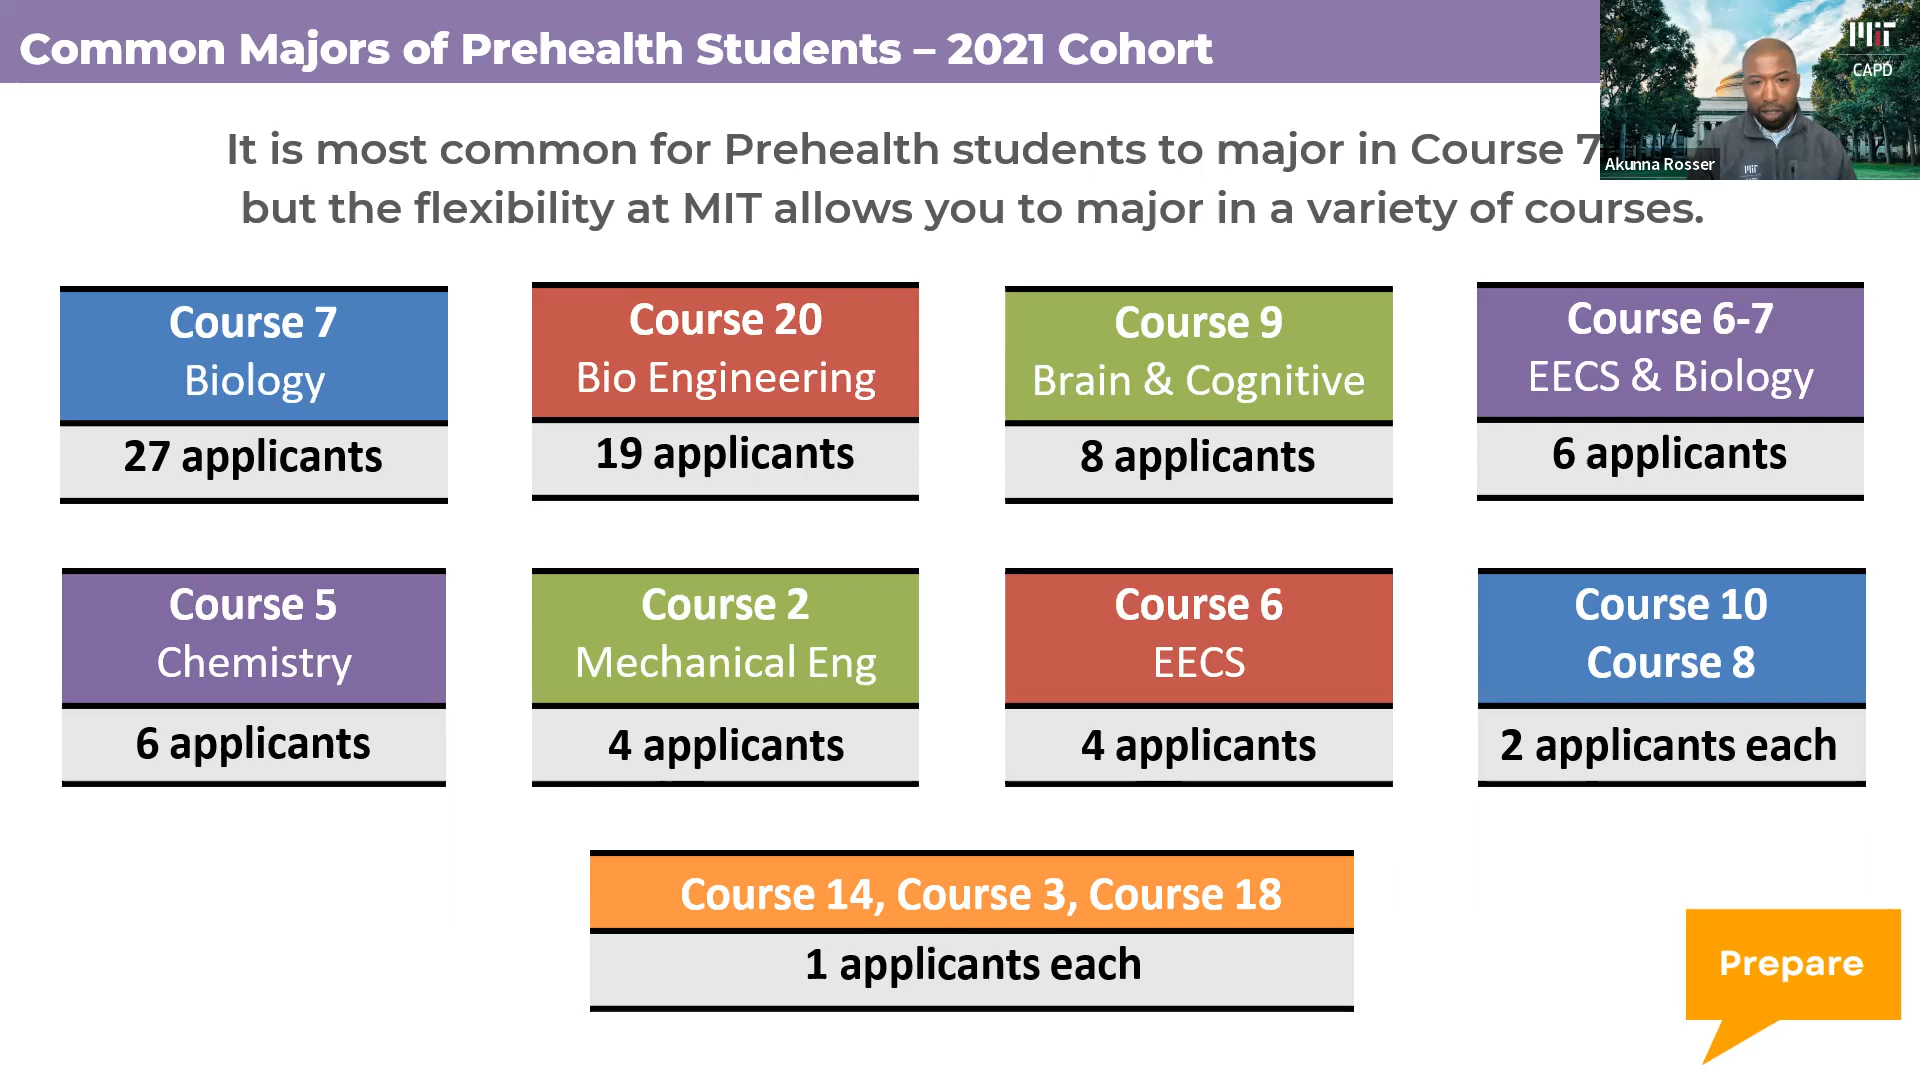 Common Majors of Prehealth Students – 2021 Cohort
MIT
CAPD
Akunna Rosser
It is most common for Prehealth students to major in Course 7
but the flexibility at MIT allows you to major in a variety of courses.
Course 7
Biology
27 applicants
Course 20
Bio Engineering
19 applicants
Course 9
Brain & Cognitive
8 applicants
Course 6-7
EECS & Biology
6 applicants
Course 5
Chemistry
6 applicants
Course 2
Mechanical Eng
4 applicants
Course 6
EECS
4 applicants
Course 10
Course 8
2 applicants each
Course 14, Course 3, Course 18
1 applicants each
Prepare